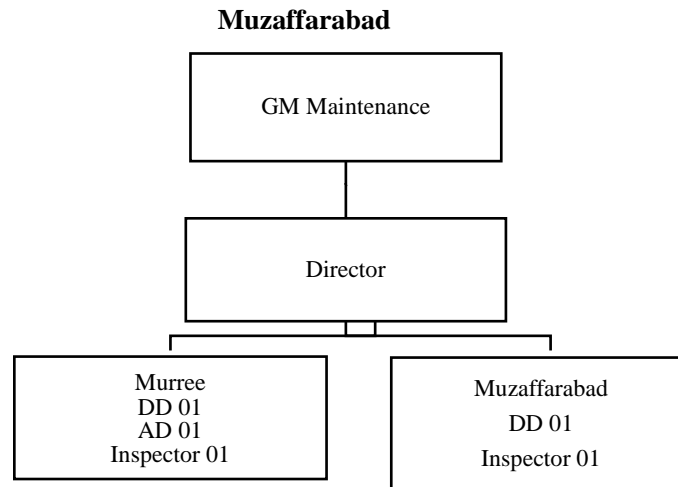 Muzaffarabad
GM Maintenance
Director
Murree
DD 01
AD 01
Inspector 01
Muzaffarabad
DD 01
Inspector 01